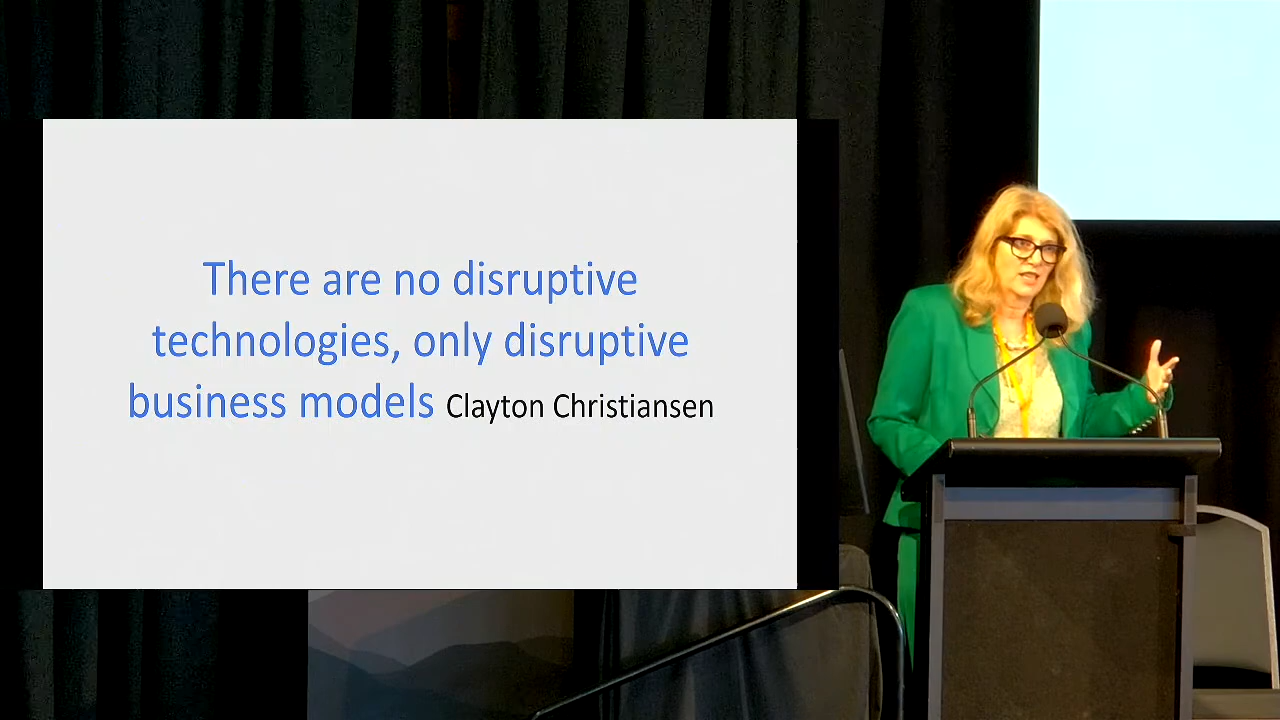 There are no disruptive
technologies, only disruptive
business models Clayton Christiansen